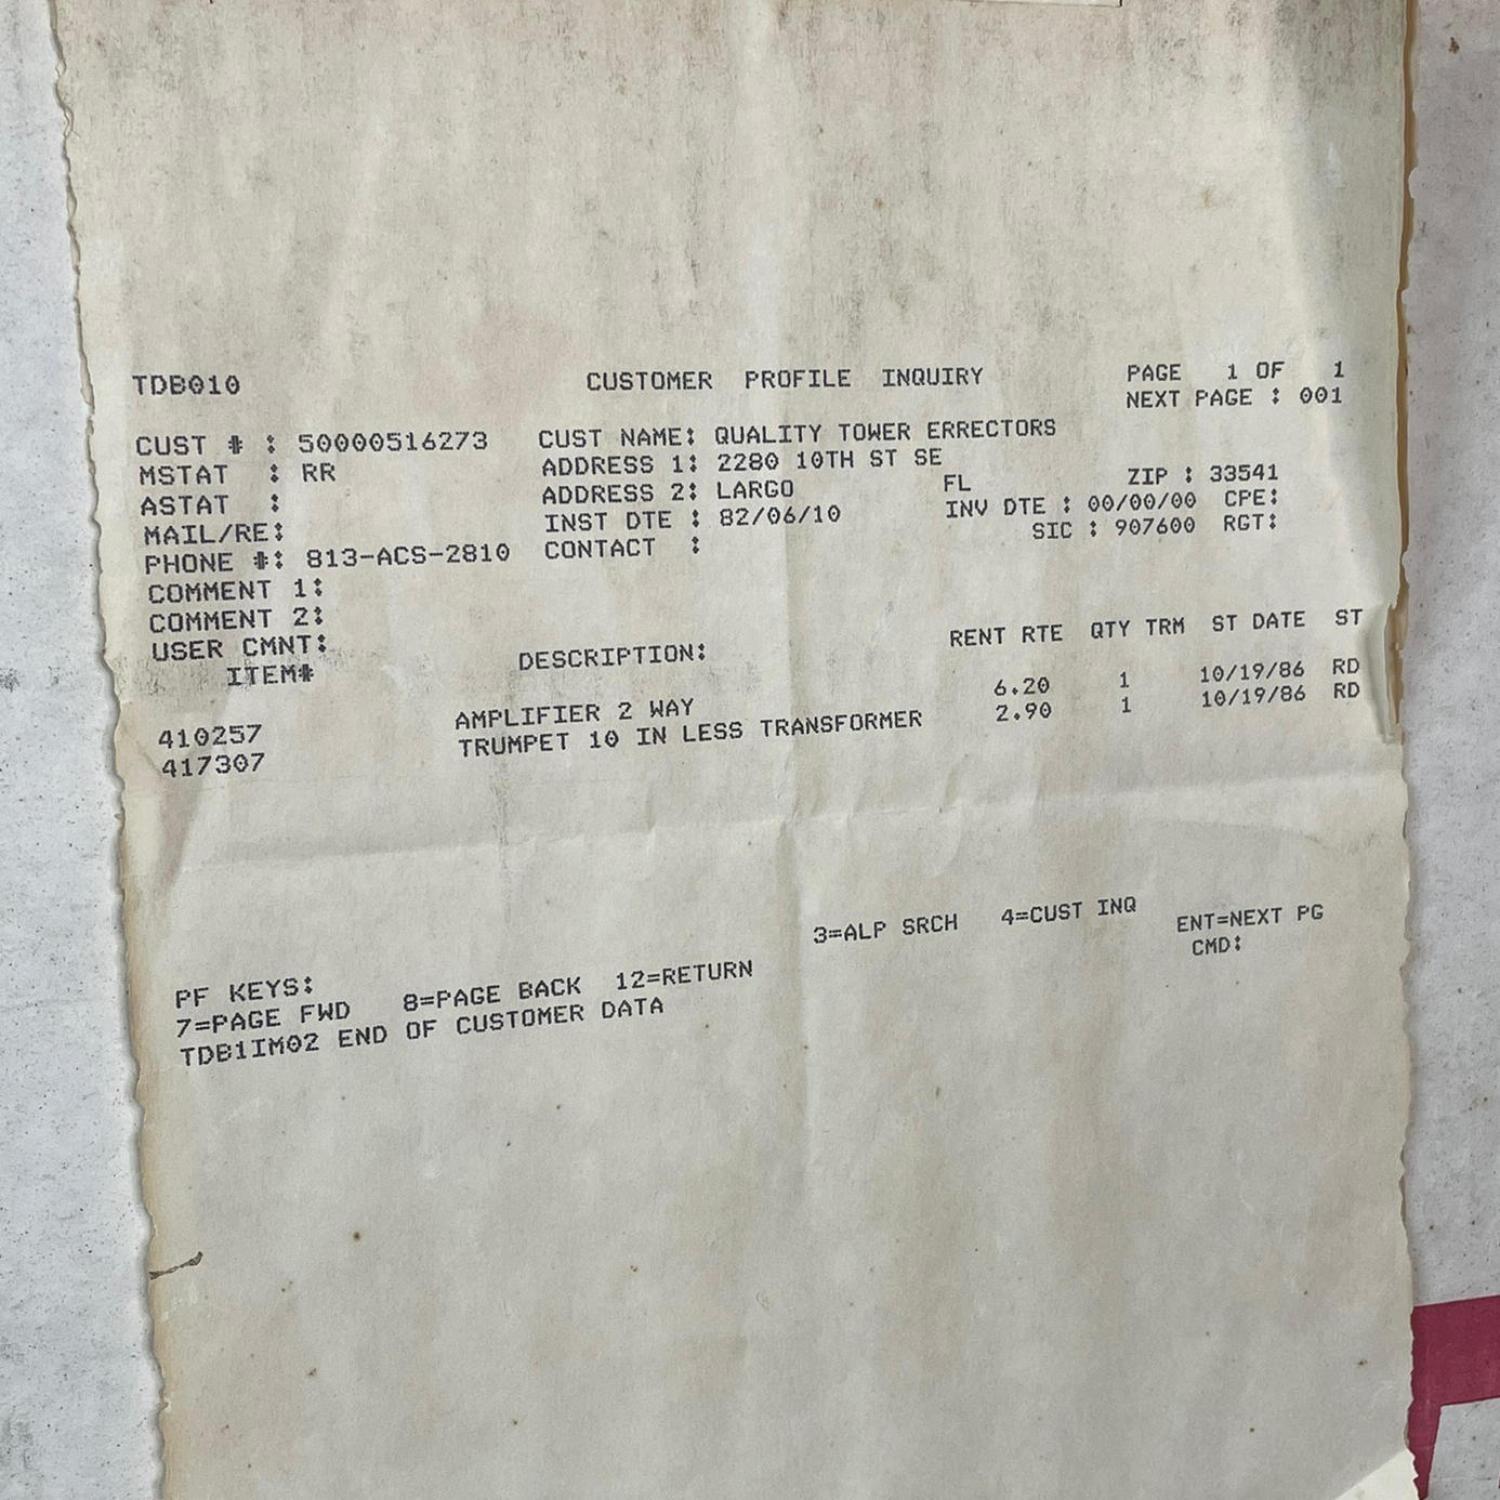 TDB010 CUSTOMER PROFILE INQUIRY PAGE 1 OF 1
NEXT PAGE : 001
CUST # : 50000516273 CUST NAME: QUALITY TOWER ERRECTORS
MSTAT : RR ADDRESS 1: 2280 10TH ST SE
ASTAT : ADDRESS 2: LARGO FL ZIP : 33541
MAIL/RE: INST DTE : 82/06/10 INV DTE : 00/00/00 CPE:
PHONE #: 813-ACS-2810 CONTACT : SIC : 907600 RGT:
COMMENT 1:
COMMENT 2:
USER CMNT:
ITEM# DESCRIPTION: RENT RTE QTY TRM ST DATE ST
410257 AMPLIFIER 2 WAY 6.20 1 10/19/86 RD
417307 TRUMPET 10 IN LESS TRANSFORMER 2.90 1 10/19/86 RD
PF KEYS: 3=ALP SRCH 4=CUST INQ ENT=NEXT PG
7=PAGE FWD 8=PAGE BACK 12=RETURN CMD:
TDB1IM02 END OF CUSTOMER DATA